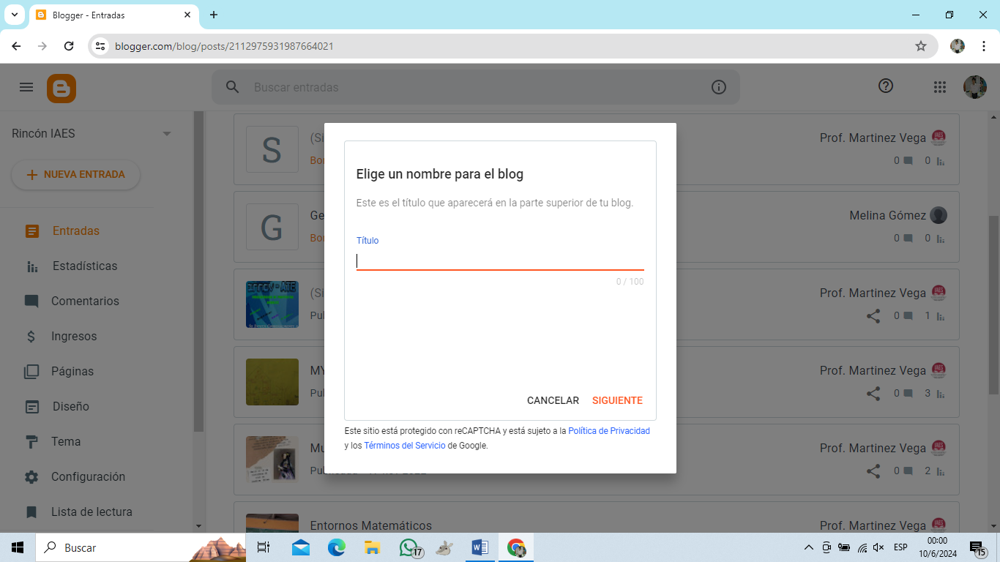 Blogger - Entradas
blogger.com/blog/posts/2112975931987664021
Buscar entradas
Rincón IAES
NUEVA ENTRADA
Entradas
Estadísticas
Comentarios
Ingresos
Páginas
Diseño
Tema
Configuración
Lista de lectura
S
(Si
Bor
Prof. Martinez Vega
0 0
G
Ge
Bor
Melina Gómez
0 0
(Si
Pul
Prof. Martinez Vega
0 1
MY
Pul
Prof. Martinez Vega
0 3
Mu
Prof. Martinez Vega
0 2
Entornos Matemáticos
Prof. Martinez Vega
Elige un nombre para el blog
Este es el título que aparecerá en la parte superior de tu blog.
Título
0 / 100
CANCELAR SIGUIENTE
Este sitio está protegido con reCAPTCHA y está sujeto a la Política de Privacidad
y los Términos del Servicio de Google.
Buscar
17
ESP
00:00
10/6/2024
15